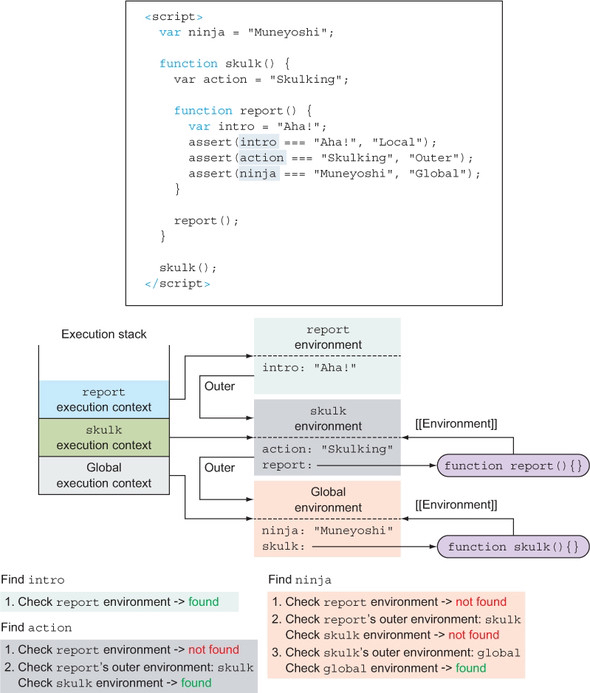 <script>
var ninja = "Muneyoshi";
function skulk() {
var action = "Skulking";
function report() {
var intro = "Aha!";
assert(intro === "Aha!", "Local");
assert(action === "Skulking", "Outer");
assert(ninja === "Muneyoshi", "Global");
}
report();
}
skulk();
</script>
Execution stack
report
execution context
skulk
execution context
Global
execution context
report
environment
intro: "Aha!"
Outer
skulk
environment
action: "Skulking"
report:
[[Environment]]
function report(){}
Outer
Global
environment
ninja: "Muneyoshi"
skulk:
[[Environment]]
function skulk(){}
Find intro
1. Check report environment -> found
Find action
1. Check report environment -> not found
2. Check report's outer environment: skulk
Check skulk environment -> found
Find ninja
1. Check report environment -> not found
2. Check report's outer environment: skulk
Check skulk environment -> not found
3. Check skulk's outer environment: global
Check global environment -> found